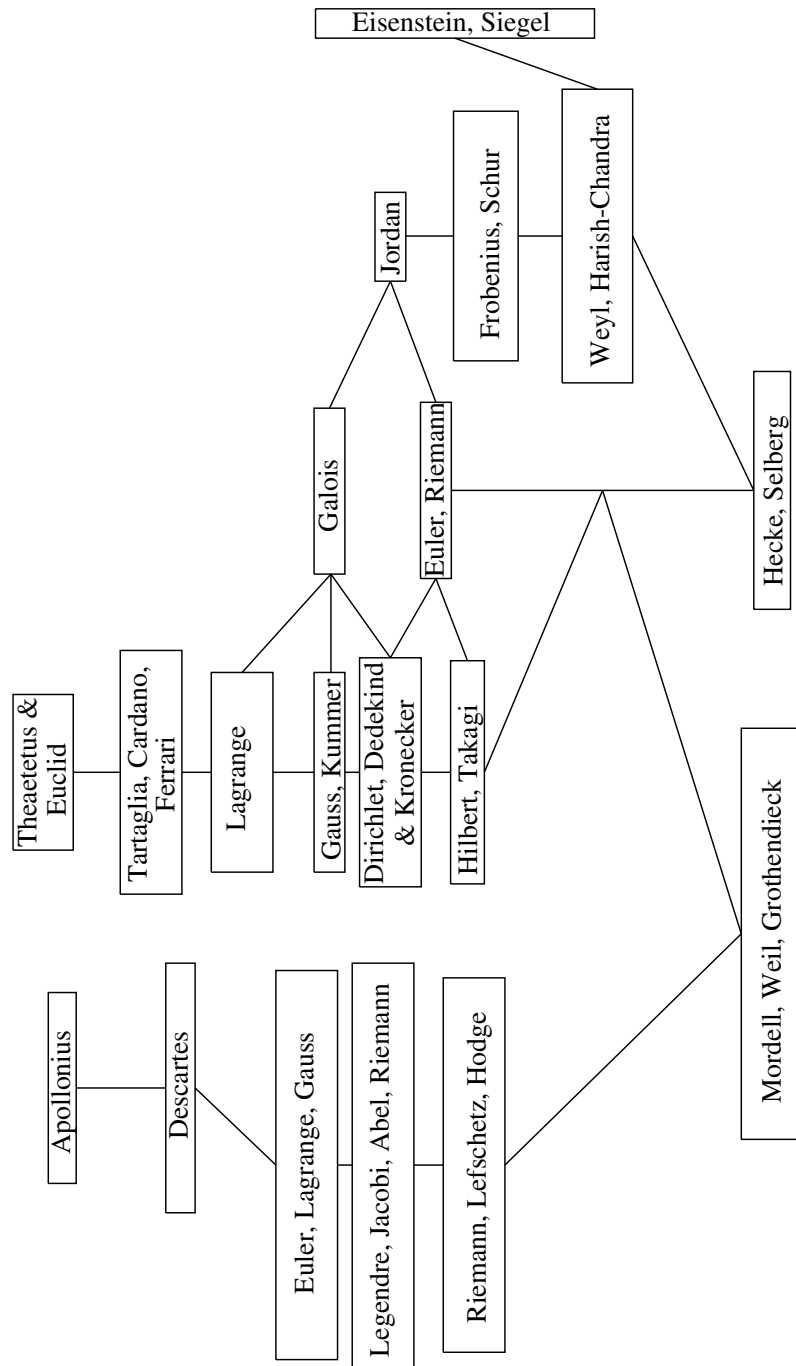 Eisenstein, Siegel
Theaetetus &
Euclid
Tartaglia, Cardano,
Ferrari
Lagrange
Gauss, Kummer
Dirichlet, Dedekind
& Kronecker
Hilbert, Takagi
Galois
Euler, Riemann
Jordan
Frobenius, Schur
Weyl, Harish-Chandra
Hecke, Selberg
Apollonius
Descartes
Euler, Lagrange, Gauss
Legendre, Jacobi, Abel, Riemann
Riemann, Lefschetz, Hodge
Mordell, Weil, Grothendieck